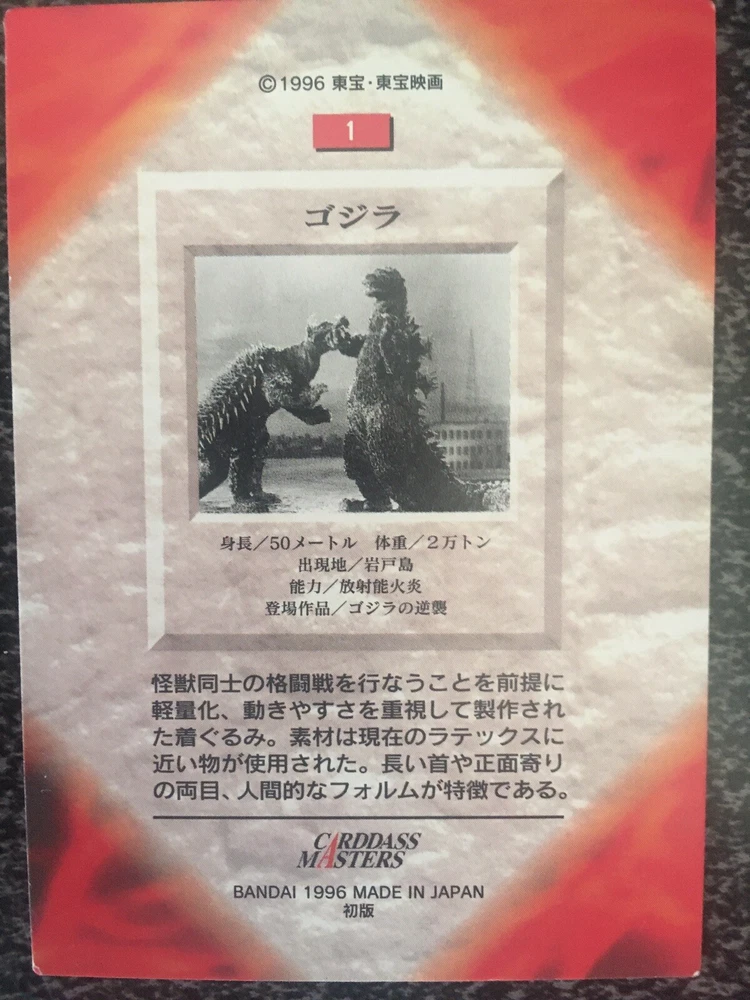 ©1996 東宝・東宝映画
1
ゴジラ
身長／50メートル　体重／2万トン
出現地／岩戸島
能力／放射能火炎
登場作品／ゴジラの逆襲
怪獣同士の格闘戦を行なうことを前提に
軽量化、動きやすさを重視して製作され
た着ぐるみ。素材は現在のラテックスに
近い物が使用された。長い首や正面寄り
の両目、人間的なフォルムが特徴である。
CARDDASS
MASTERS
BANDAI 1996 MADE IN JAPAN
初版